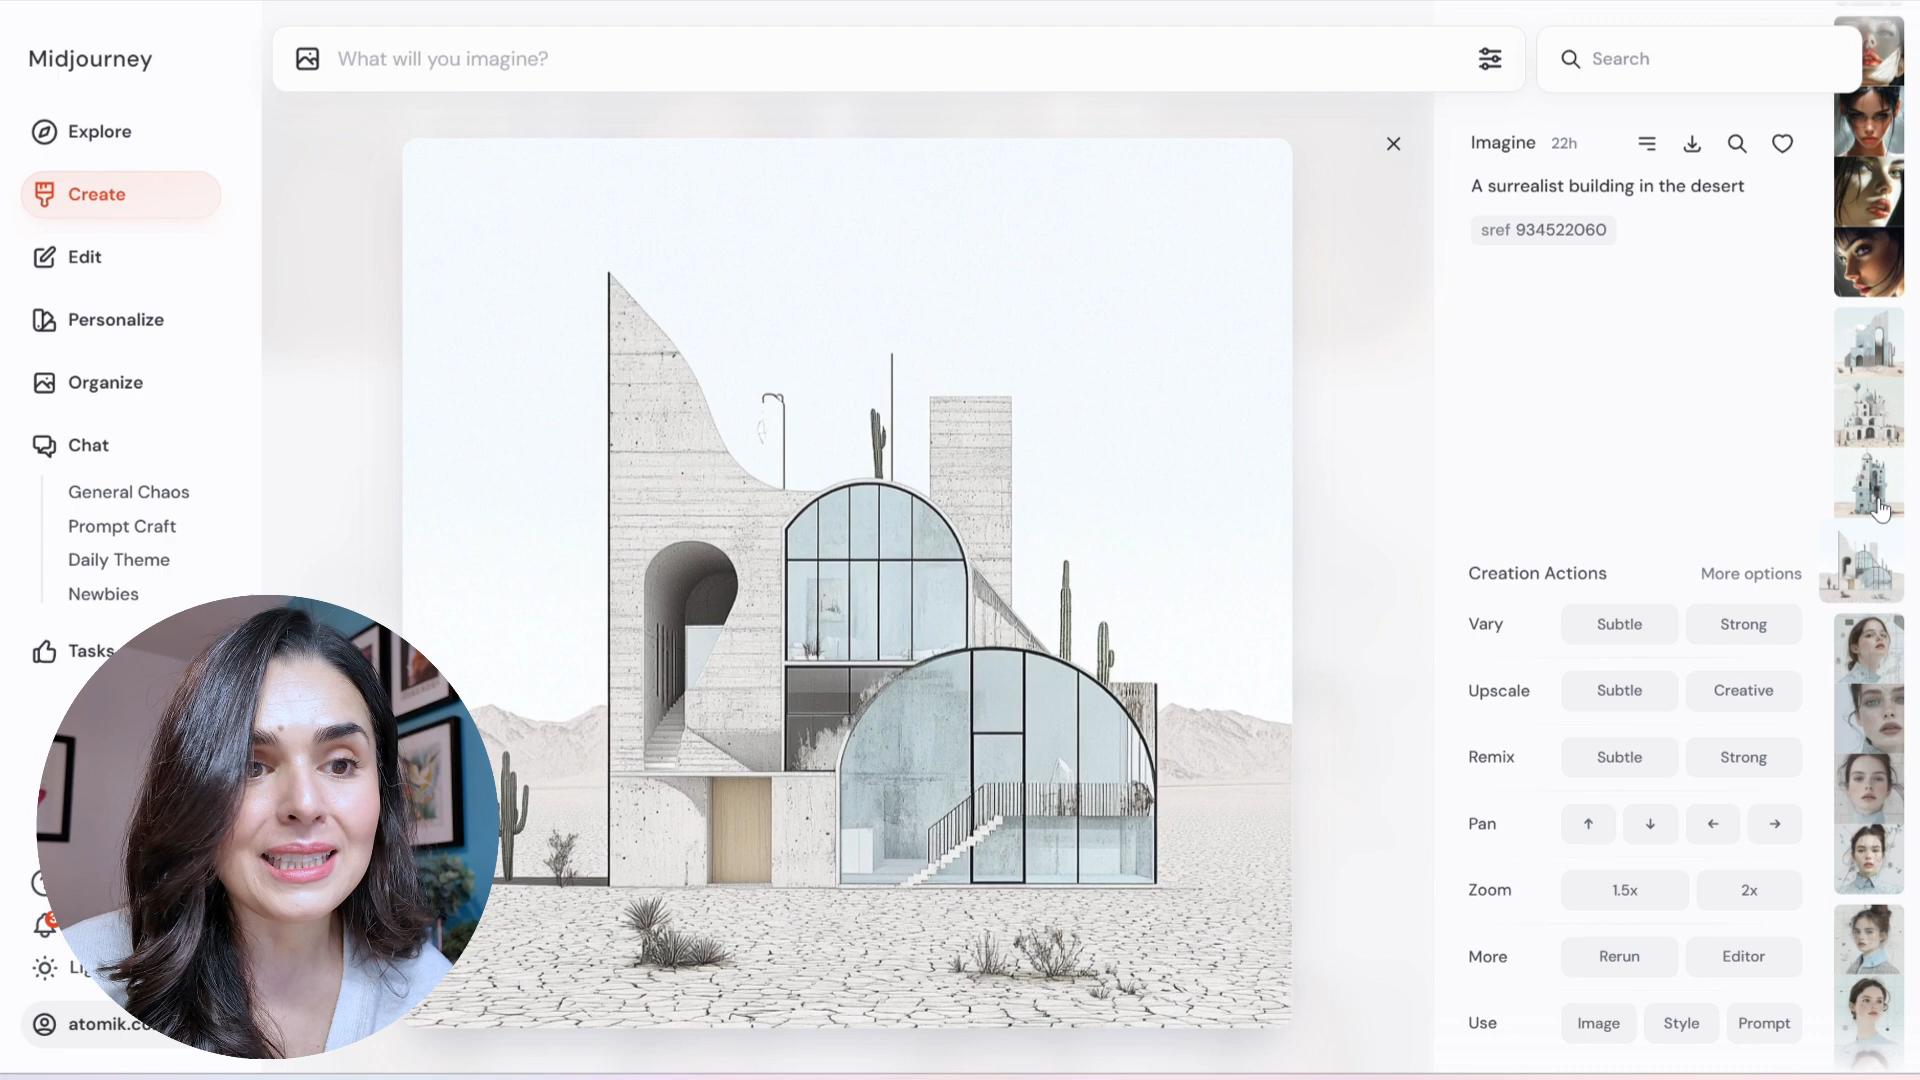 Midjourney
What will you imagine?
Search
Explore
Create
Edit
Personalize
Organize
Chat
General Chaos
Prompt Craft
Daily Theme
Newbies
Tasks
atomik.co
Imagine 22h
A surrealist building in the desert
sref 934522060
Creation Actions More options
Vary Subtle Strong
Upscale Subtle Creative
Remix Subtle Strong
Pan
Zoom 1.5x 2x
More Rerun Editor
Use Image Style Prompt